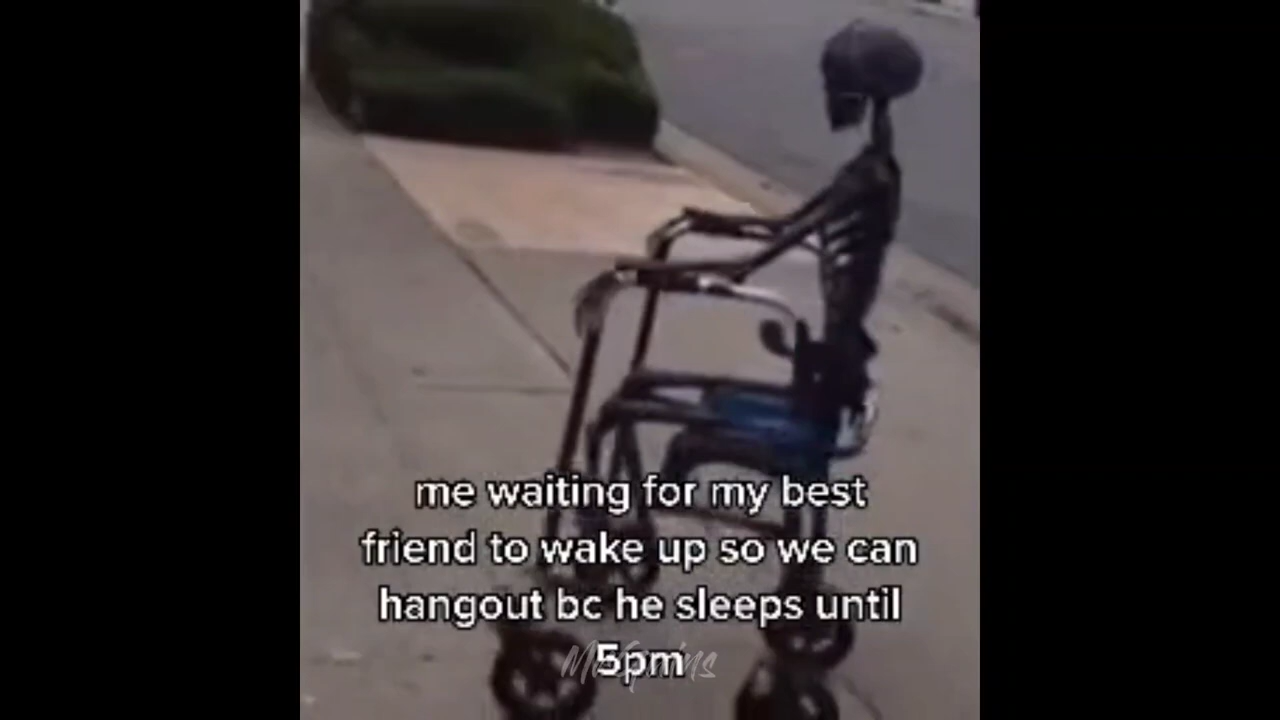 me waiting for my best
friend to wake up so we can
hangout bc he sleeps until
5pm